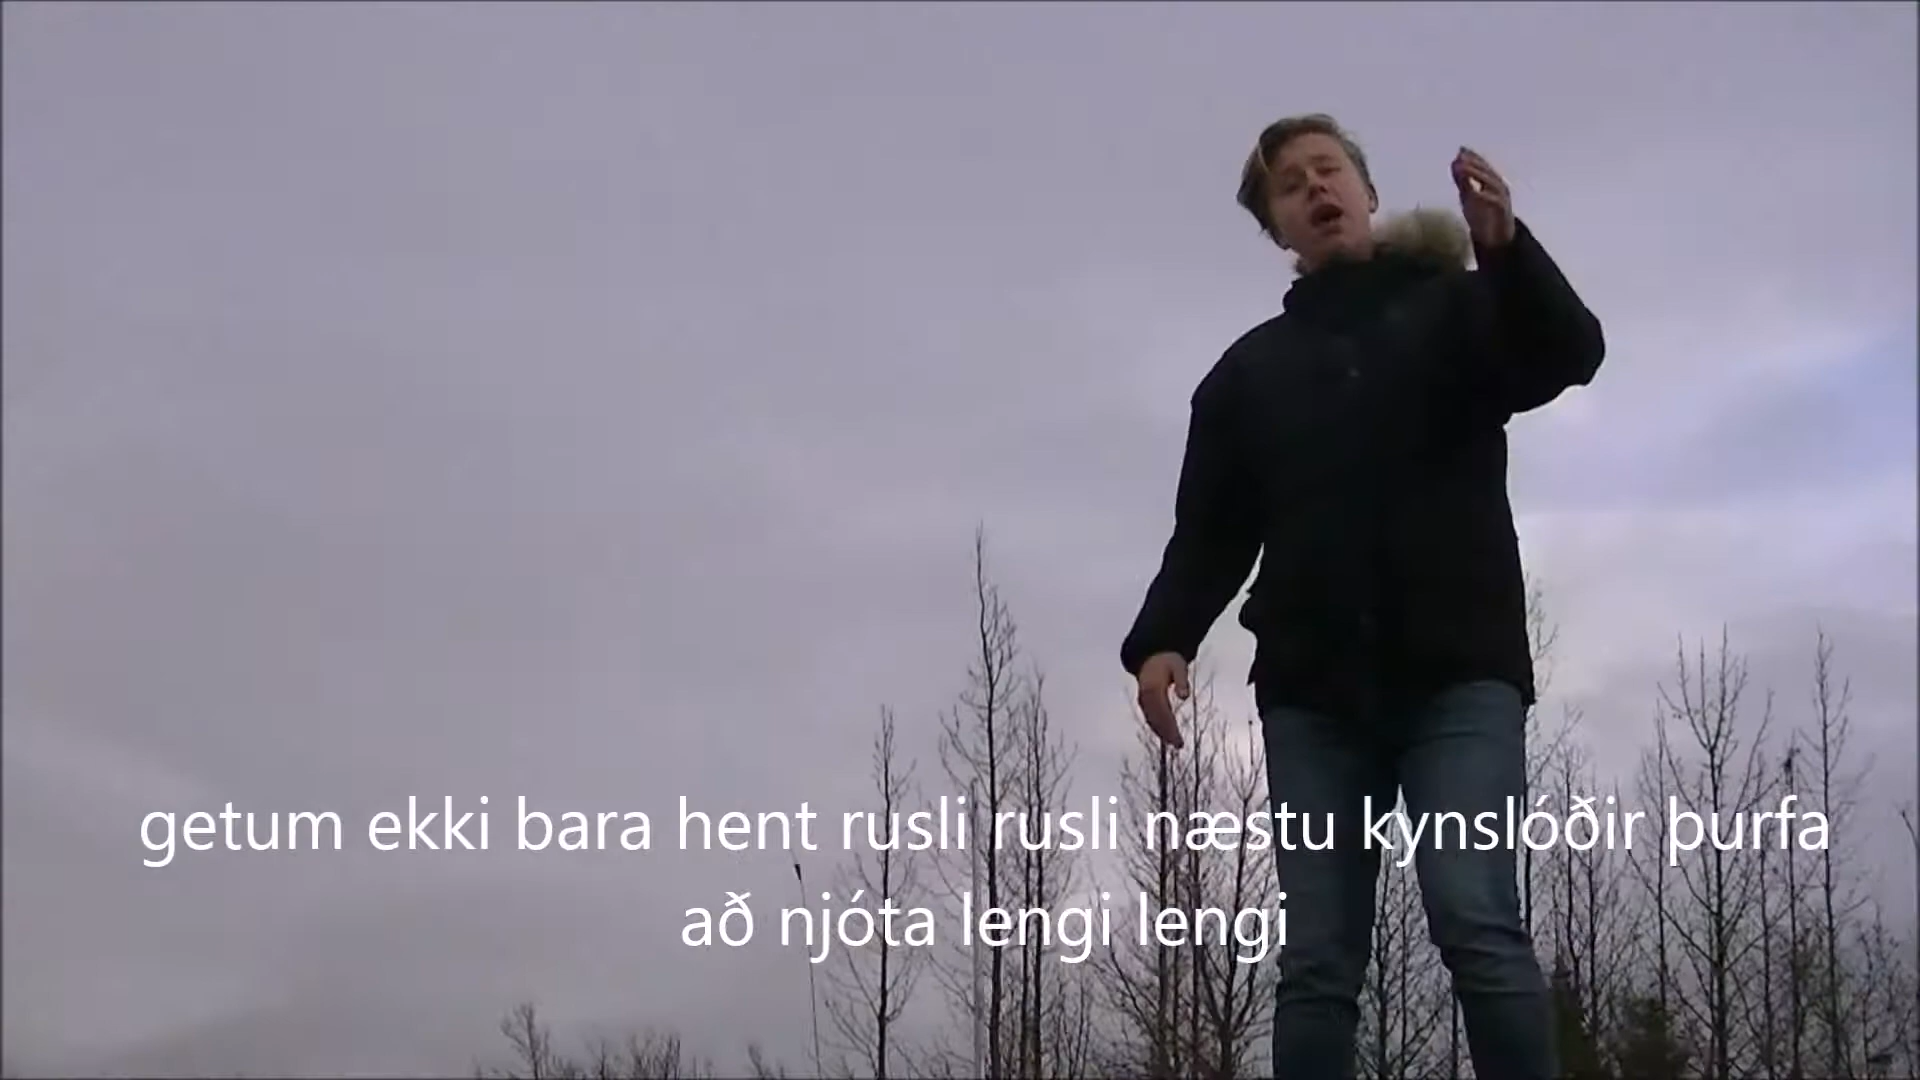 getum ekki bara hent rusli rusli næstu kynslóðir þurfa
að njóta lengi lengi